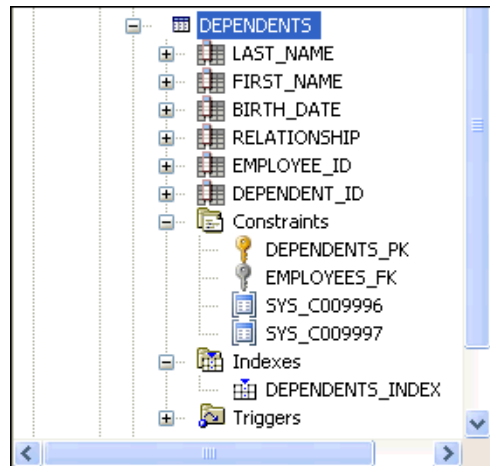 DEPENDENTS
LAST_NAME
FIRST_NAME
BIRTH_DATE
RELATIONSHIP
EMPLOYEE_ID
DEPENDENT_ID
Constraints
DEPENDENTS_PK
EMPLOYEES_FK
SYS_C009996
SYS_C009997
Indexes
DEPENDENTS_INDEX
Triggers